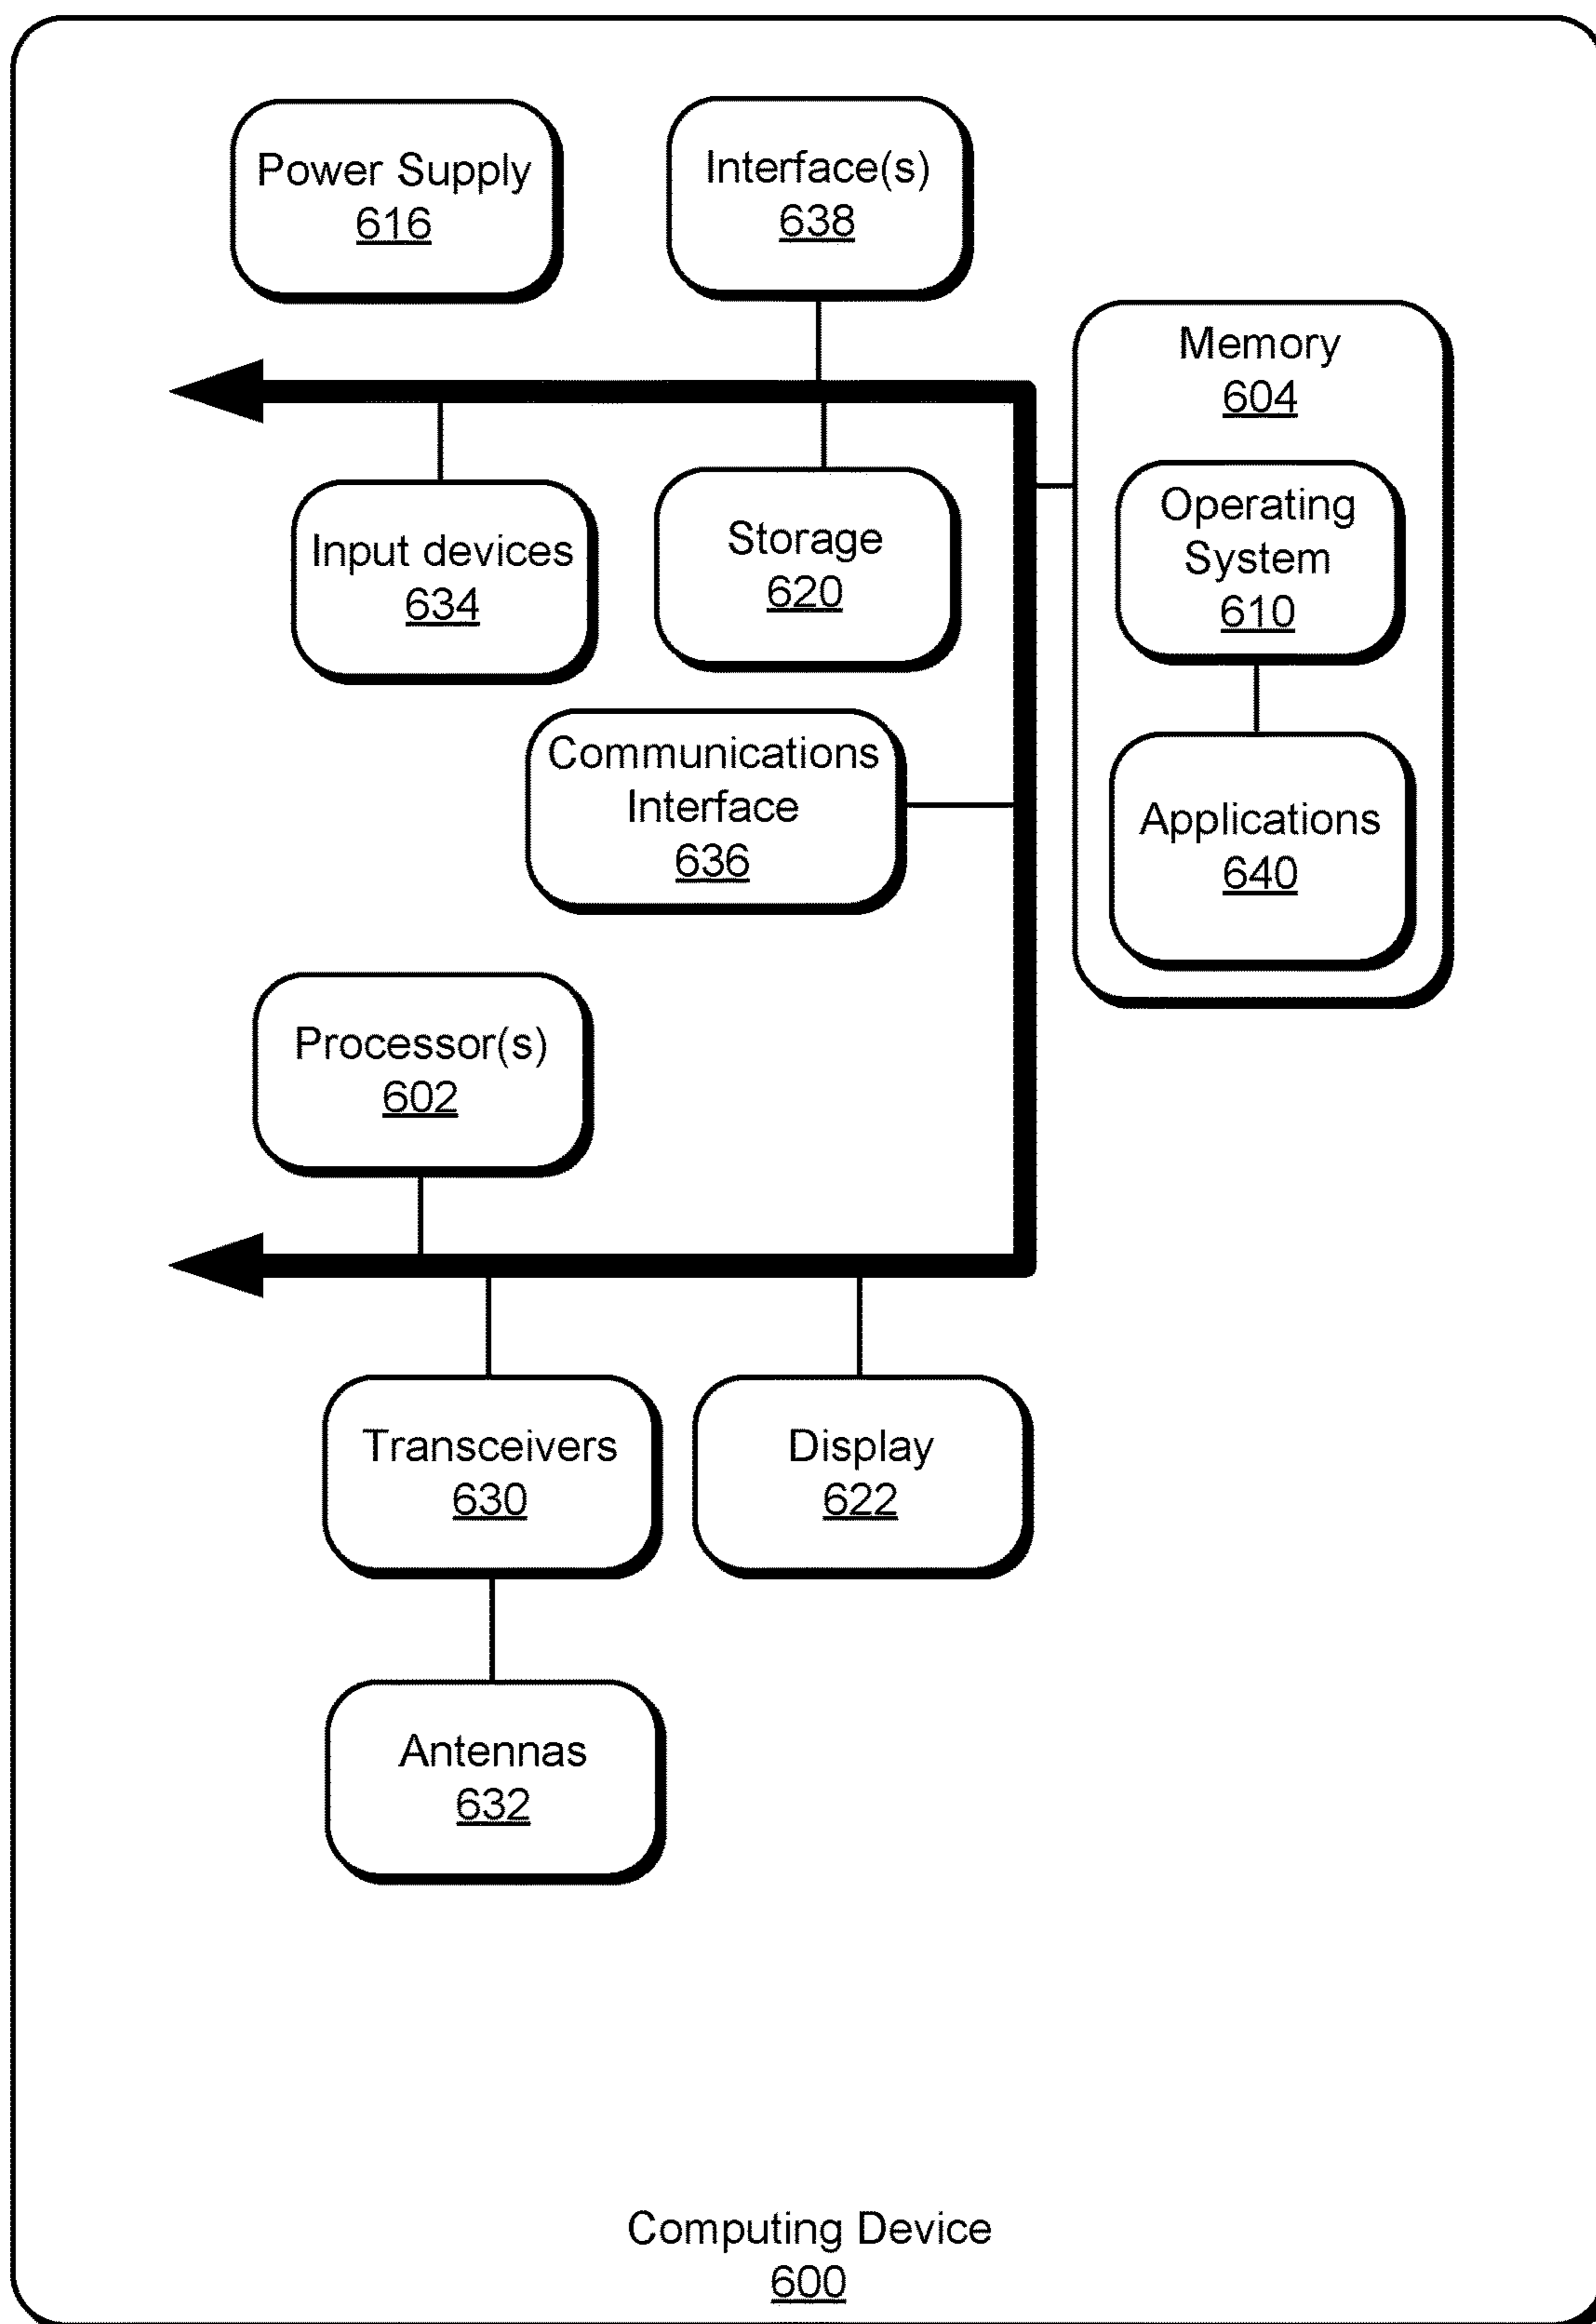 Power Supply
616
Interface(s)
638
Memory
604
Operating
System
610
Input devices
634
Storage
620
Communications
Interface
636
Applications
640
Processor(s)
602
Transceivers
630
Display
622
Antennas
632
Computing Device
600